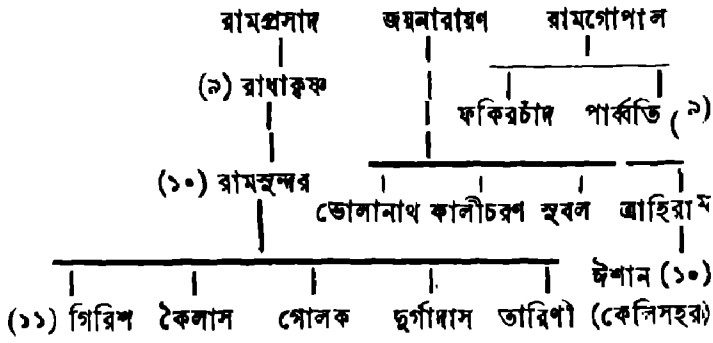 রামপ্রসাদ জয়নারায়ণ রামগোপাল
(৯) রাধাকৃষ্ণ
ফকিরচাঁদ পার্ব্বতি (৯)
(১০) রামসুন্দর
ভোলানাথ কালীচরণ সুবল আহিরাম
ঈশান (১০)
(১১) গিরিশ কৈলাস গোলক দুর্গাদাস তারিণী (কেলিসহর)